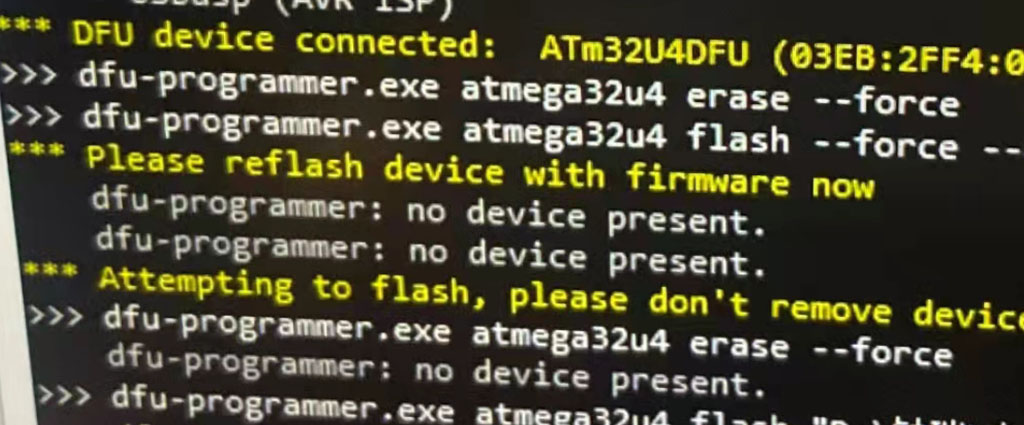 (AVR ISP)
*** DFU device connected: ATm32U4DFU (03EB:2FF4:0
>>> dfu-programmer.exe atmega32u4 erase --force
>>> dfu-programmer.exe atmega32u4 flash --force --
*** Please reflash device with firmware now
dfu-programmer: no device present.
dfu-programmer: no device present.
*** Attempting to flash, please don't remove device
>>> dfu-programmer.exe atmega32u4 erase --force
dfu-programmer: no device present.
>>> dfu-programmer.exe atmega32u4 flash